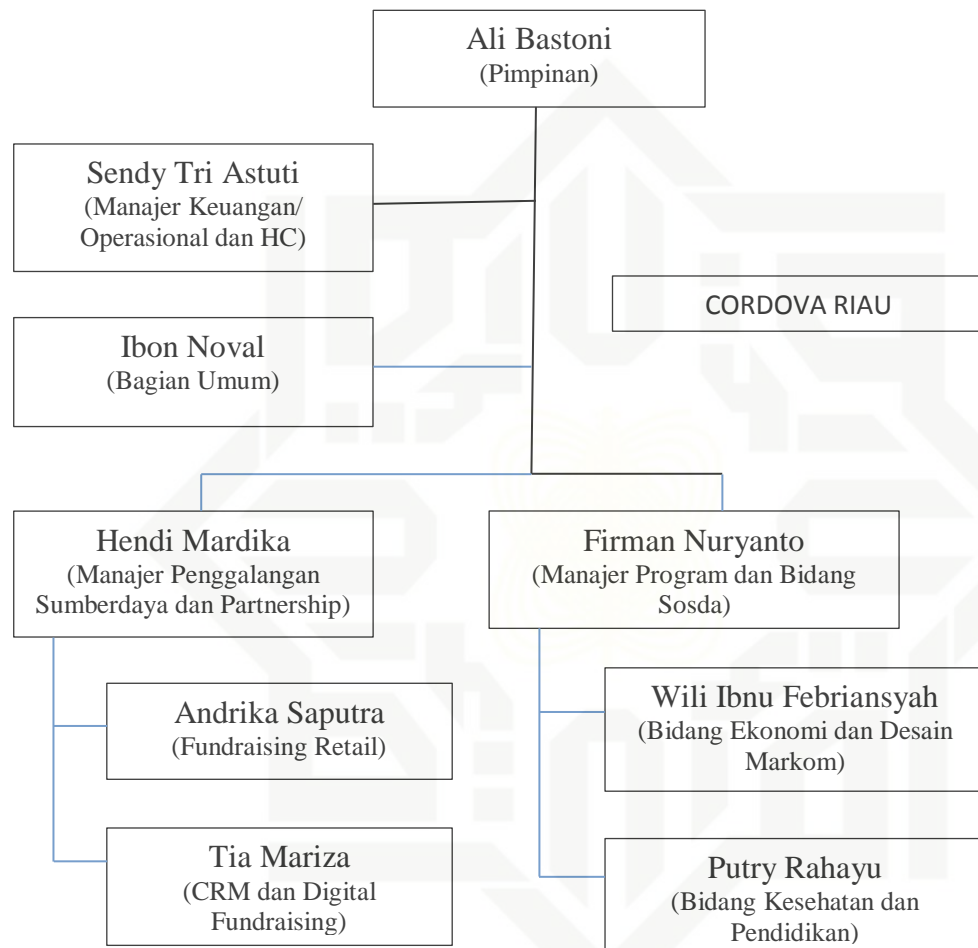 Ali Bastoni
(Pimpinan)
Sendy Tri Astuti
(Manajer Keuangan/
Operasional dan HC)
CORDOVA RIAU
Ibon Noval
(Bagian Umum)
Hendi Mardika
(Manajer Penggalangan
Sumberdaya dan Partnership)
Firman Nuryanto
(Manajer Program dan Bidang
Sosda)
Andrika Saputra
(Fundraising Retail)
Wili Ibnu Febriansyah
(Bidang Ekonomi dan Desain
Markom)
Tia Mariza
(CRM dan Digital
Fundraising)
Putry Rahayu
(Bidang Kesehatan dan
Pendidikan)